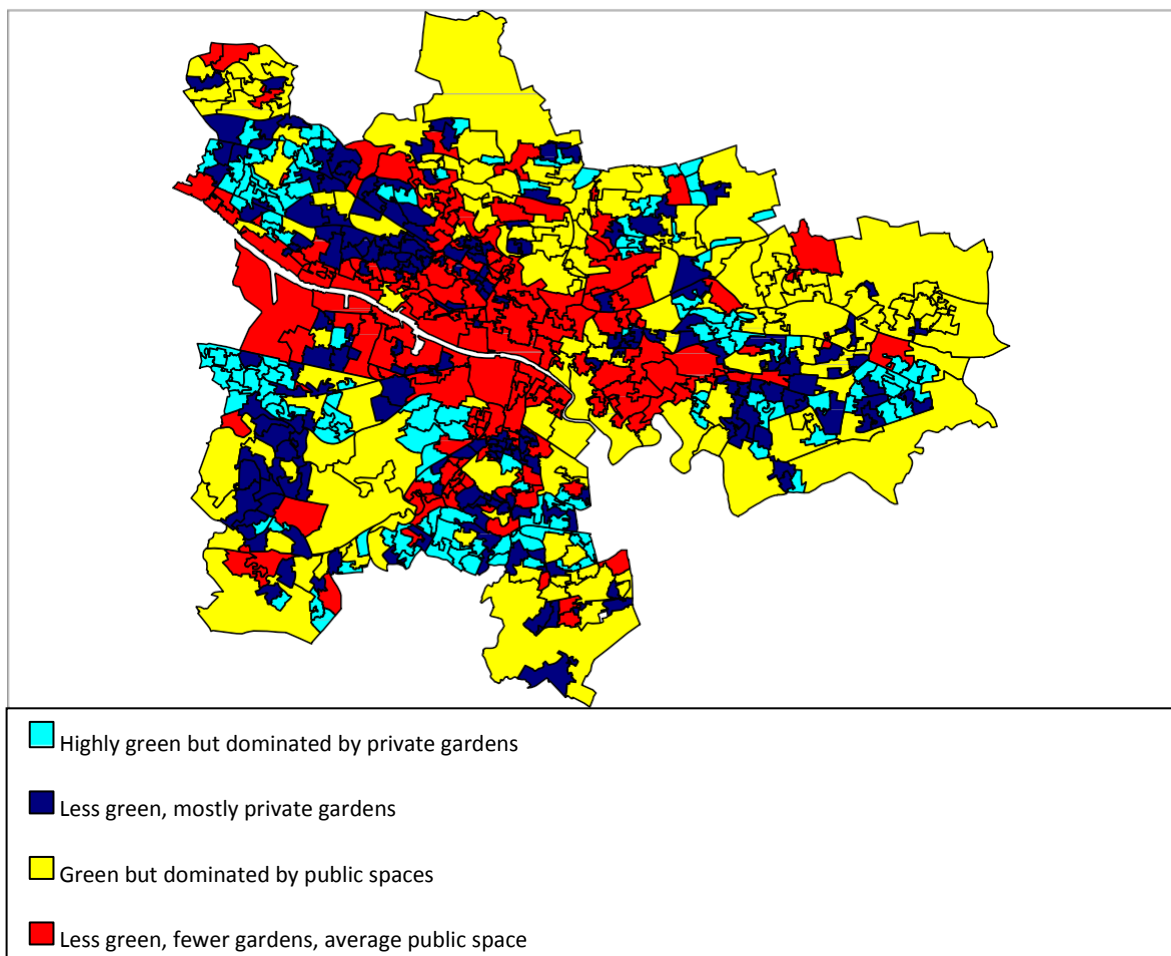 Highly green but dominated by private gardens
Less green, mostly private gardens
Green but dominated by public spaces
Less green, fewer gardens, average public space